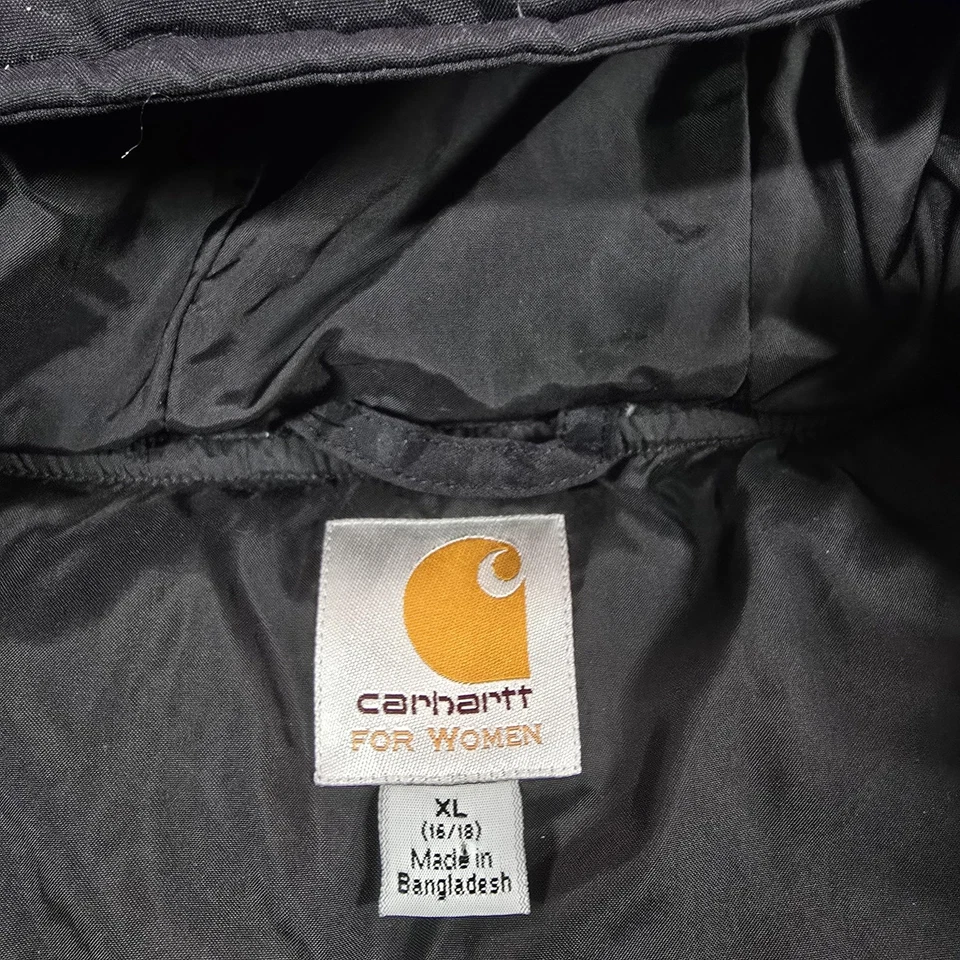 carhartt
FOR WOMEN
XL
(16/18)
Made in
Bangladesh